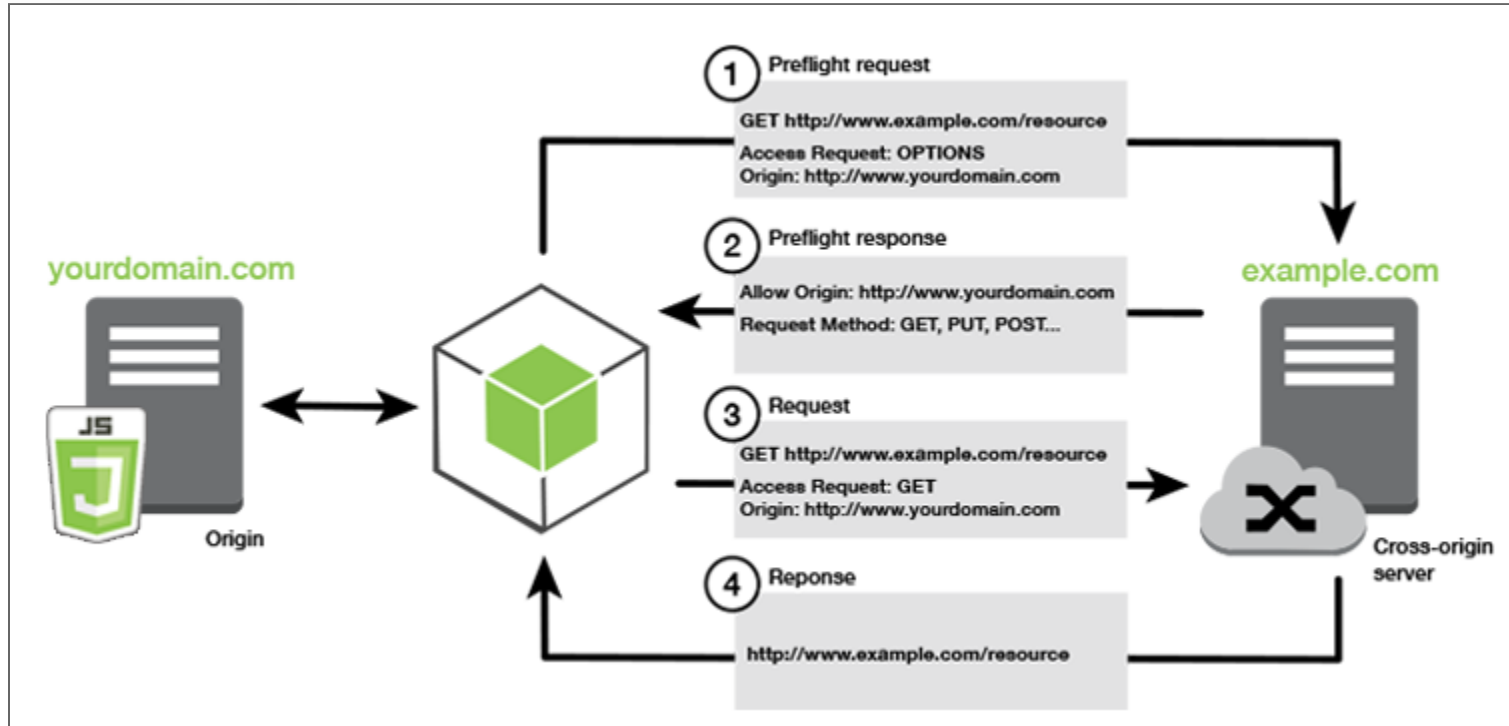 1
Preflight request
GET http://www.example.com/resource
Access Request: OPTIONS
Origin: http://www.yourdomain.com
2
Preflight response
Allow Origin: http://www.yourdomain.com
Request Method: GET, PUT, POST...
yourdomain.com
JS
Origin
example.com
Cross-origin
server
3
Request
GET http://www.example.com/resource
Access Request: GET
Origin: http://www.yourdomain.com
4
Reponse
http://www.example.com/resource